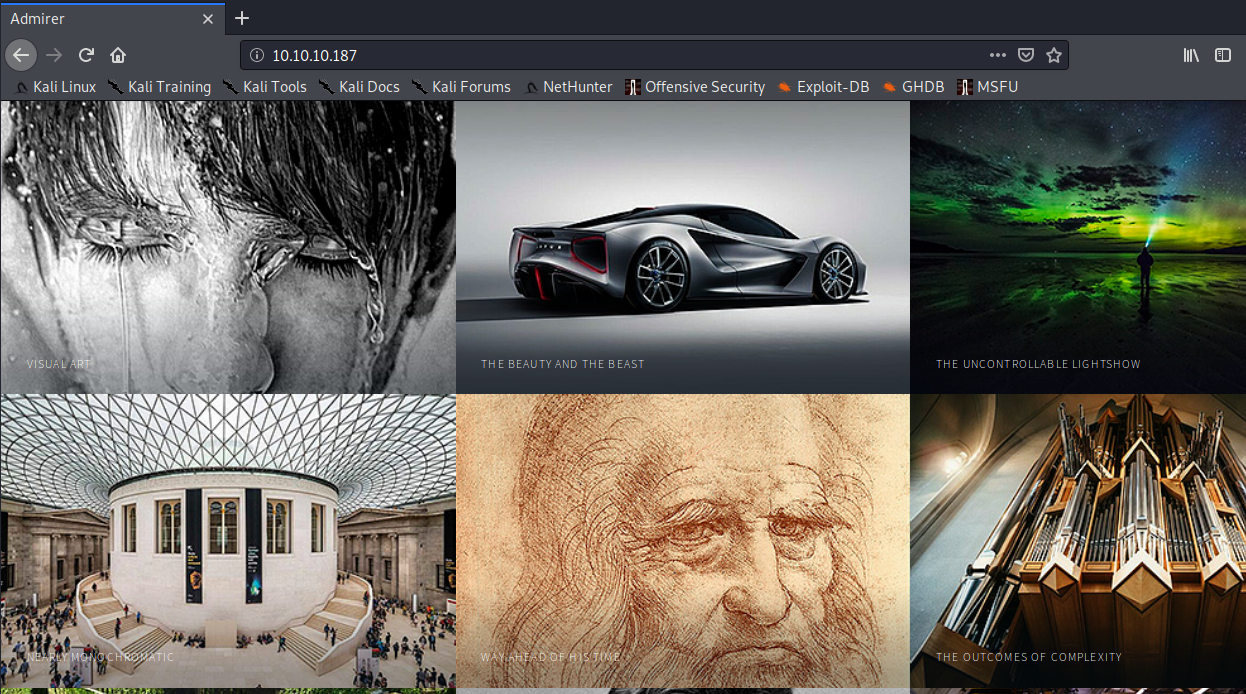 Admirer
10.10.10.187
Kali Linux Kali Training Kali Tools Kali Docs Kali Forums NetHunter Offensive Security Exploit-DB GHDB MSFU
VISUAL ART THE BEAUTY AND THE BEAST THE UNCONTROLLABLE LIGHTSHOW
NEARLY MONOCHROMATIC WAY AHEAD OF HIS TIME THE OUTCOMES OF COMPLEXITY